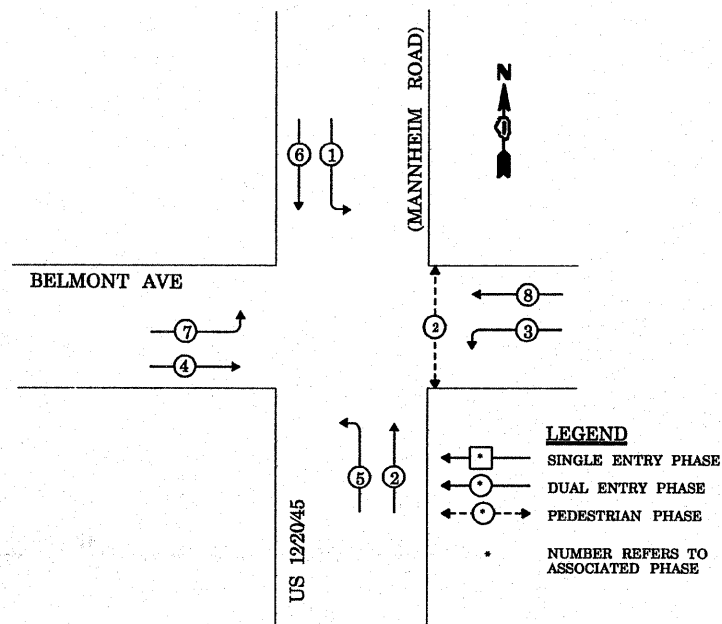 (MANNHEIM ROAD)
N
6
1
BELMONT AVE
8
7
2
3
4
5
2
US 12/20/45
LEGEND
* SINGLE ENTRY PHASE
* DUAL ENTRY PHASE
* PEDESTRIAN PHASE
* NUMBER REFERS TO
ASSOCIATED PHASE